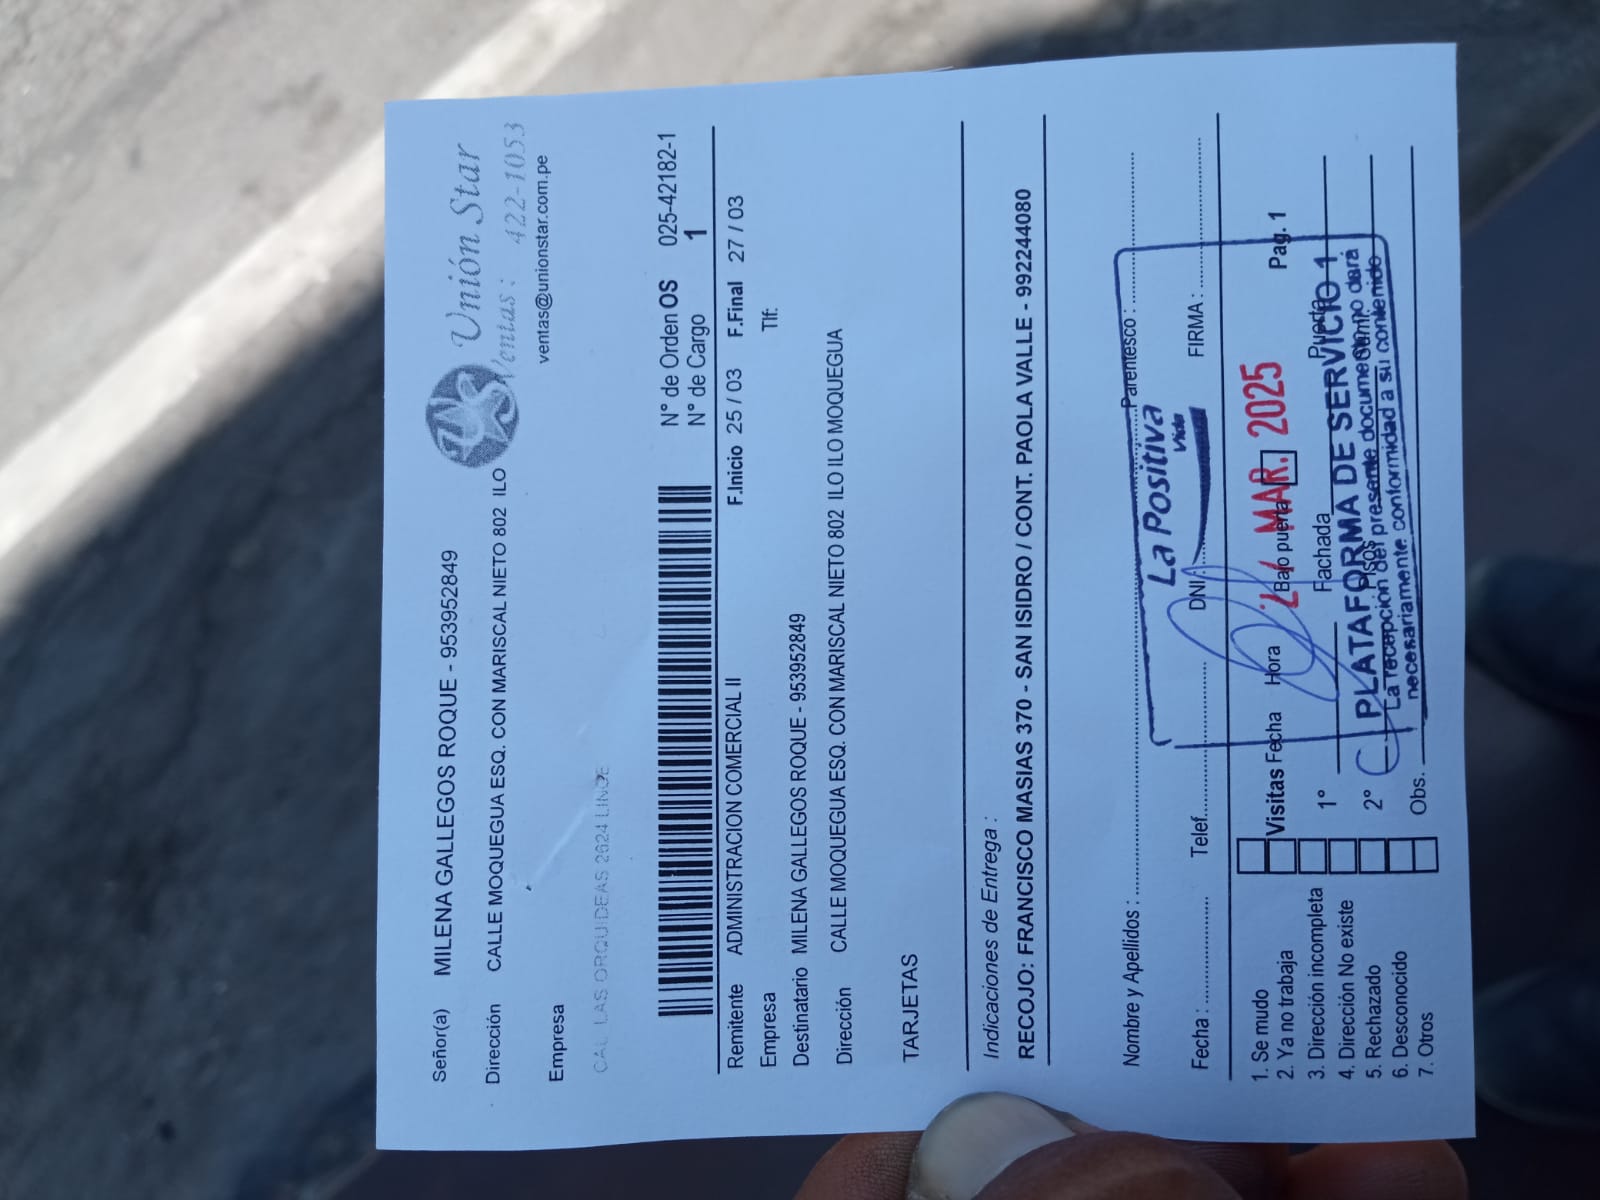 Señor(a) MILENA GALLEGOS ROQUE - 953952849
Unión Star
Dirección CALLE MOQUEGUA ESQ. CON MARISCAL NIETO 802 ILO
Ventas: 422-1053
Empresa
ventas@unionstar.com.pe
CAL LAS ORQUIDEAS 2624 LINCE
N° de Orden OS 025-42182-1
N° de Cargo 1
Remitente ADMINISTRACION COMERCIAL II F.Inicio 25 / 03 F.Final 27 / 03
Empresa Tlf:
Destinatario MILENA GALLEGOS ROQUE - 953952849
Dirección CALLE MOQUEGUA ESQ. CON MARISCAL NIETO 802 ILO ILO MOQUEGUA
TARJETAS
Indicaciones de Entrega :
RECOJO: FRANCISCO MASIAS 370 - SAN ISIDRO / CONT. PAOLA VALLE - 992244080
Nombre y Apellidos : Parentesco :
La Positiva
Vida
Fecha : Telef. DNI : FIRMA :
MAR. 2025
1. Se mudo
2. Ya no trabaja
3. Dirección incompleta
4. Dirección No existe
5. Rechazado
6. Desconocido
7. Otros
Visitas Fecha Hora Bajo puerta Pag. 1
1° Fachada Puerta
2° Pisos
Obs.
PLATAFORMA DE SERVICIO 1
La recepción del presente documento no dará
necesariamente conformidad a su contenido